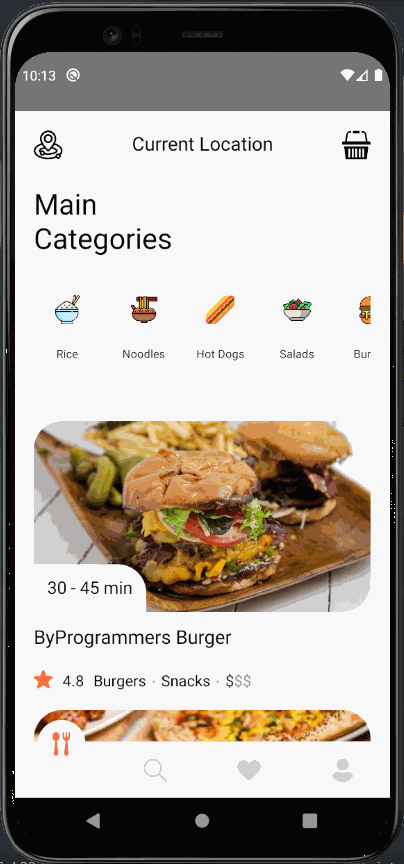 10:13
Current Location
Main
Categories
Rice Noodles Hot Dogs Salads Bur
30 - 45 min
ByProgrammers Burger
4.8 Burgers · Snacks · $$$